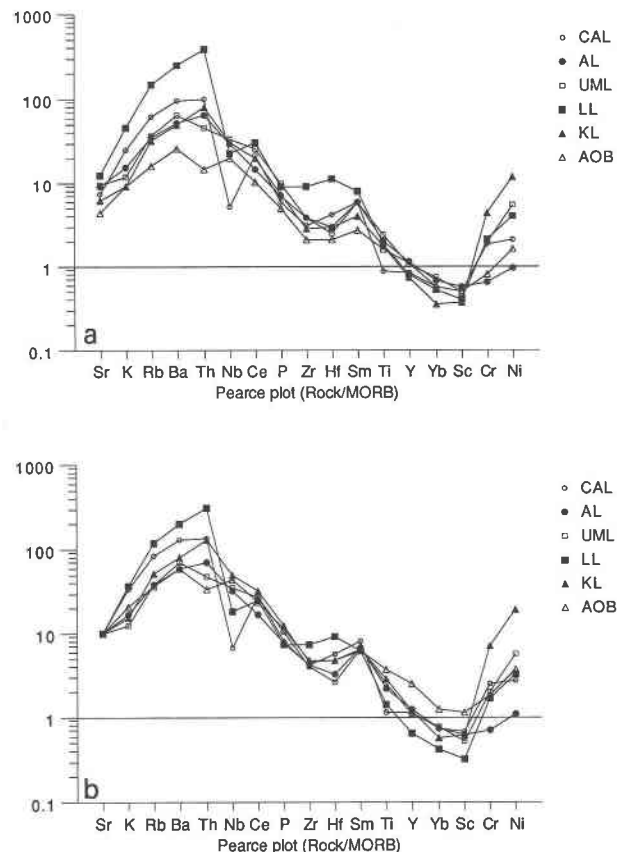 1000
100
10
1
0.1
a
CAL
AL
UML
LL
KL
AOB
Sr K Rb Ba Th Nb Ce P Zr Hf Sm Ti Y Yb Sc Cr Ni
Pearce plot (Rock/MORB)
1000
100
10
1
0.1
b
CAL
AL
UML
LL
KL
AOB
Sr K Rb Ba Th Nb Ce P Zr Hf Sm Ti Y Yb Sc Cr Ni
Pearce plot (Rock/MORB)